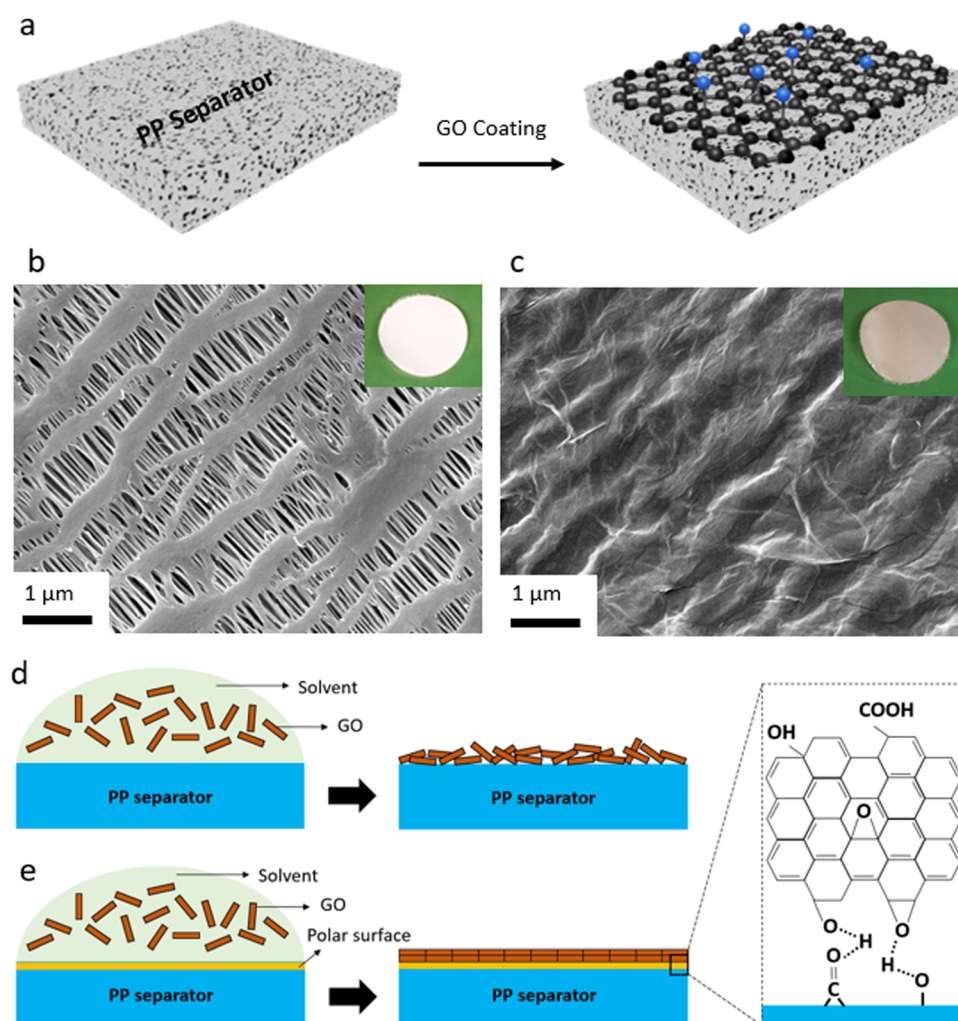 a
PP Separator
GO Coating
b
1 µm
c
1 µm
d
Solvent
GO
PP separator
PP separator
e
Solvent
GO
Polar surface
PP separator
PP separator
COOH
OH
O
O
O
H
O
H
O
C